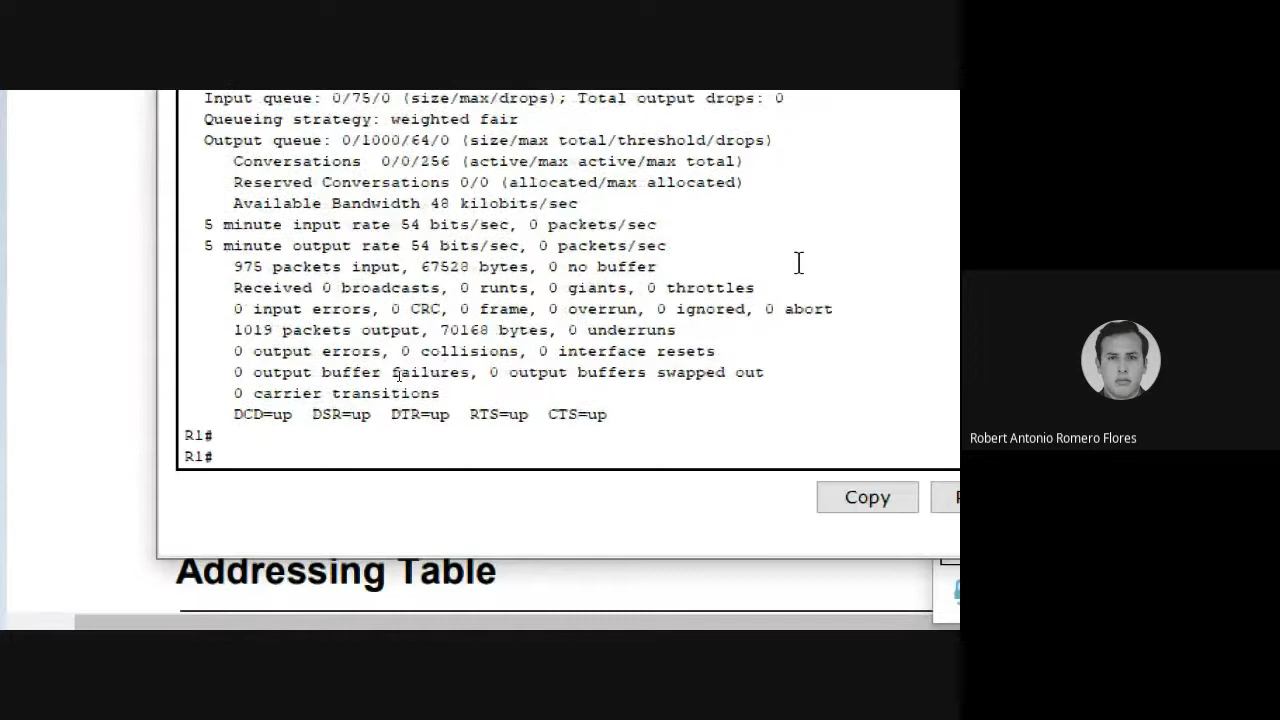 Input queue: 0/75/0 (size/max/drops); Total output drops: 0
Queueing strategy: weighted fair
Output queue: 0/1000/64/0 (size/max total/threshold/drops)
Conversations 0/0/256 (active/max active/max total)
Reserved Conversations 0/0 (allocated/max allocated)
Available Bandwidth 48 kilobits/sec
5 minute input rate 54 bits/sec, 0 packets/sec
5 minute output rate 54 bits/sec, 0 packets/sec
975 packets input, 67528 bytes, 0 no buffer
Received 0 broadcasts, 0 runts, 0 giants, 0 throttles
0 input errors, 0 CRC, 0 frame, 0 overrun, 0 ignored, 0 abort
1019 packets output, 70168 bytes, 0 underruns
0 output errors, 0 collisions, 0 interface resets
0 output buffer failures, 0 output buffers swapped out
0 carrier transitions
DCD=up DSR=up DTR=up RTS=up CTS=up
R1#
R1#
Copy
Addressing Table
Robert Antonio Romero Flores